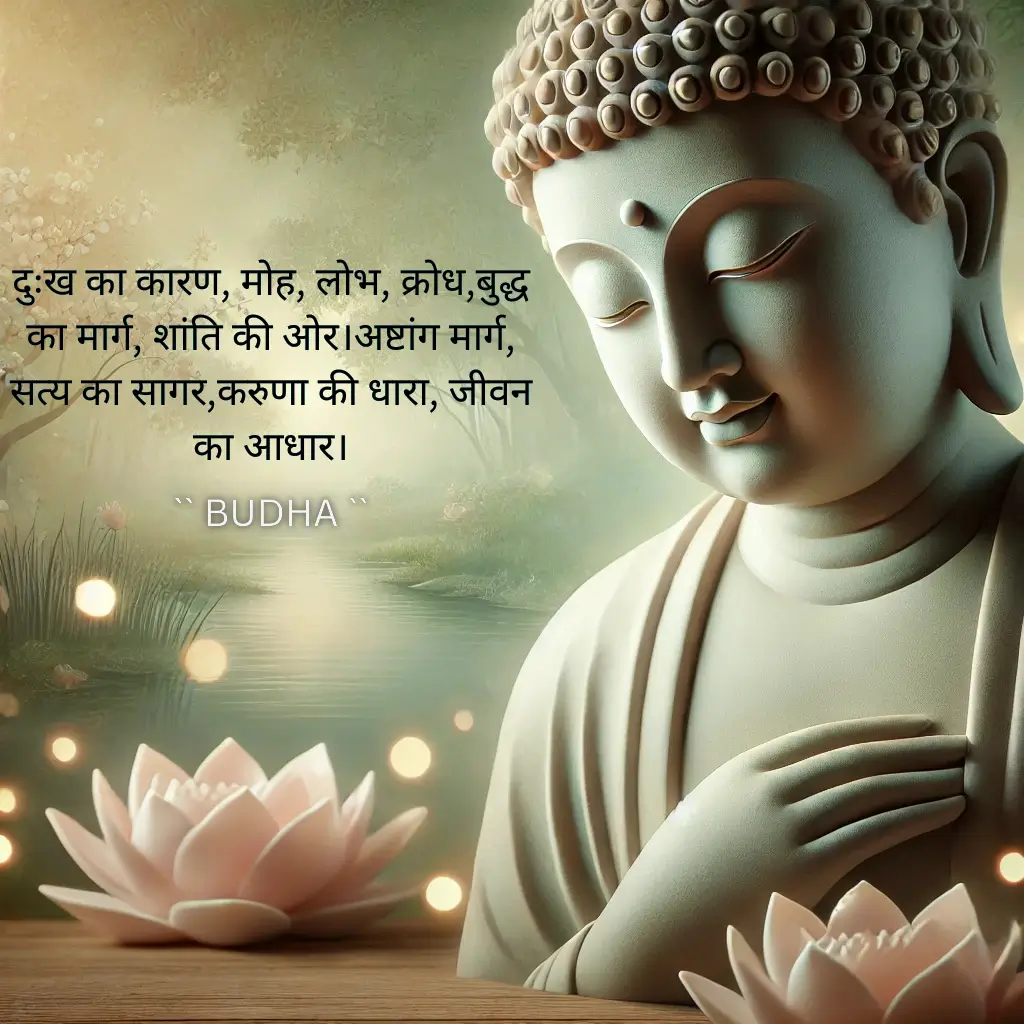 दुःख का कारण, मोह, लोभ, क्रोध,बुद्ध
का मार्ग, शांति की ओर।अष्टांग मार्ग,
सत्य का सागर,करुणा की धारा, जीवन
का आधार।
`` BUDHA ``